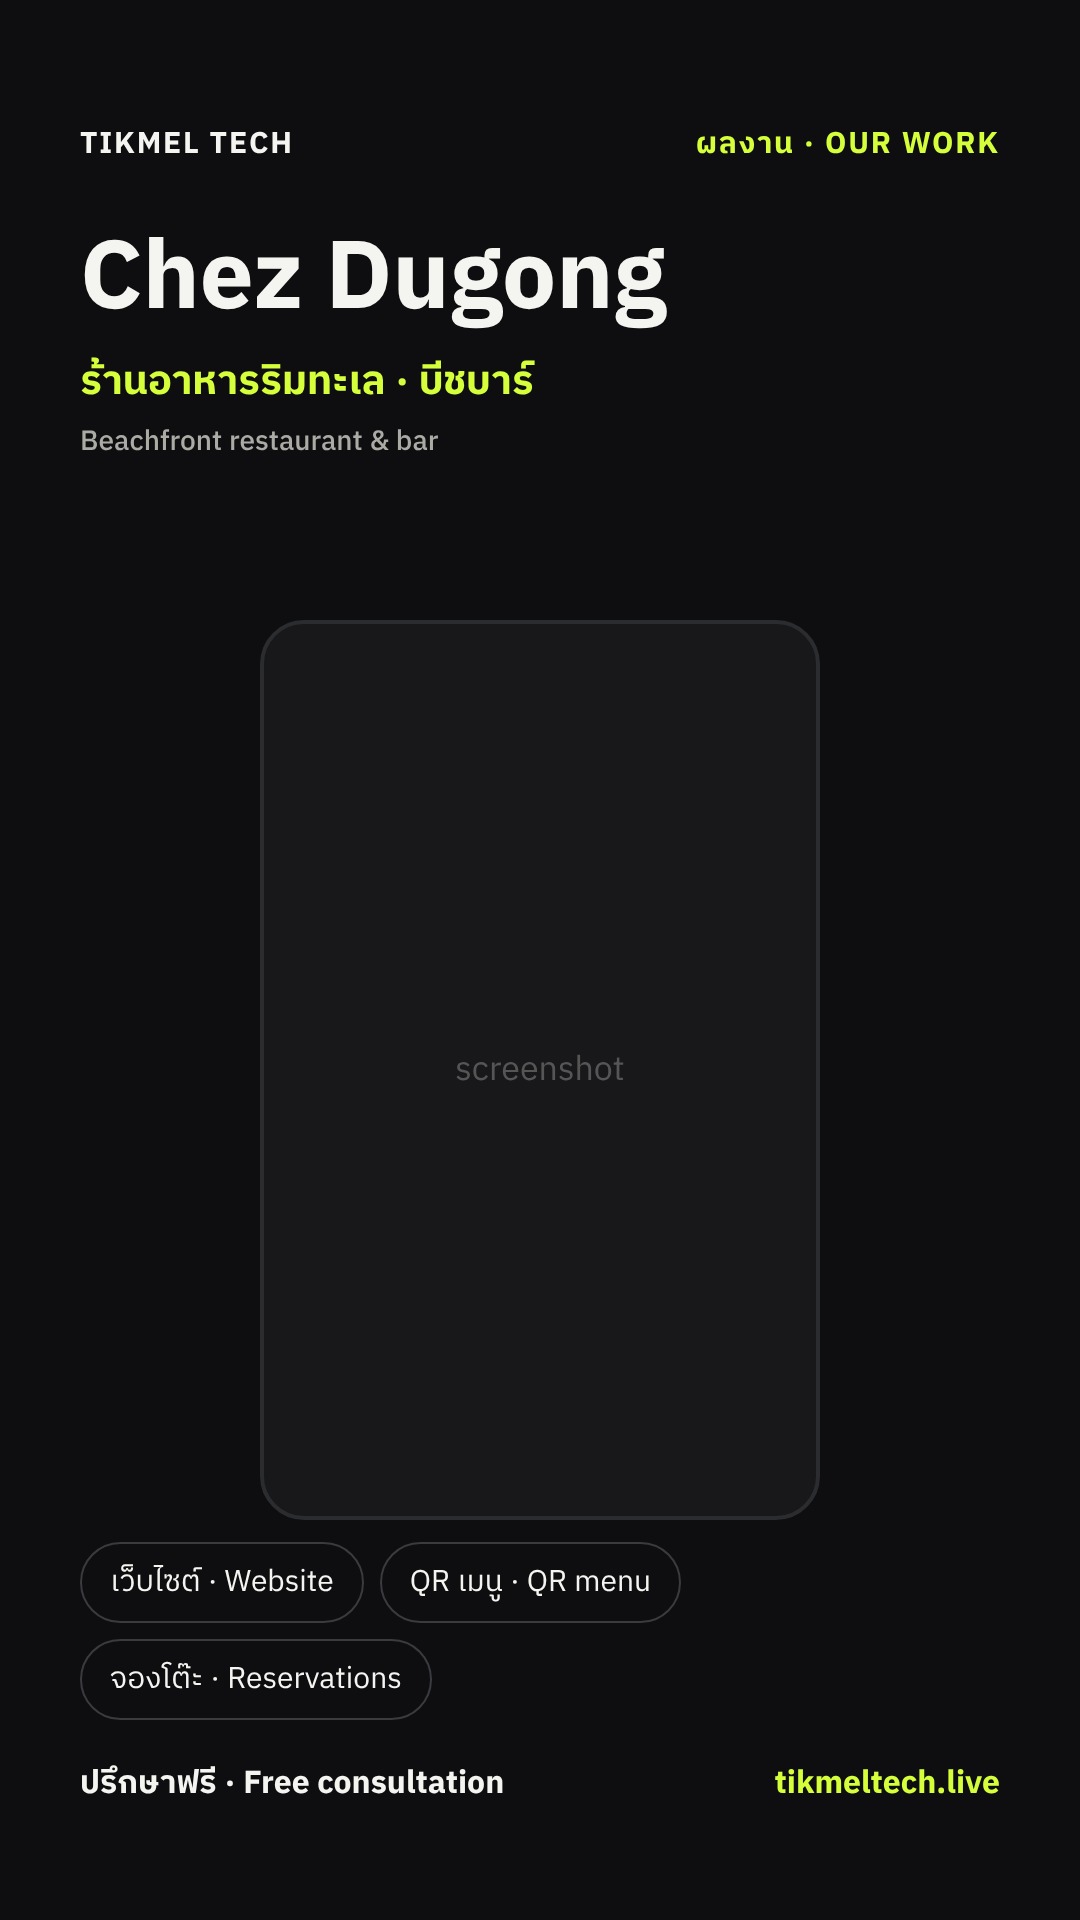 TIKMEL TECH
ผลงาน · OUR WORK
Chez Dugong
ร้านอาหารริมทะเล · บีชบาร์
Beachfront restaurant & bar
screenshot
เว็บไซต์ · Website
QR เมนู · QR menu
จองโต๊ะ · Reservations
ปรึกษาฟรี · Free consultation
tikmeltech.live